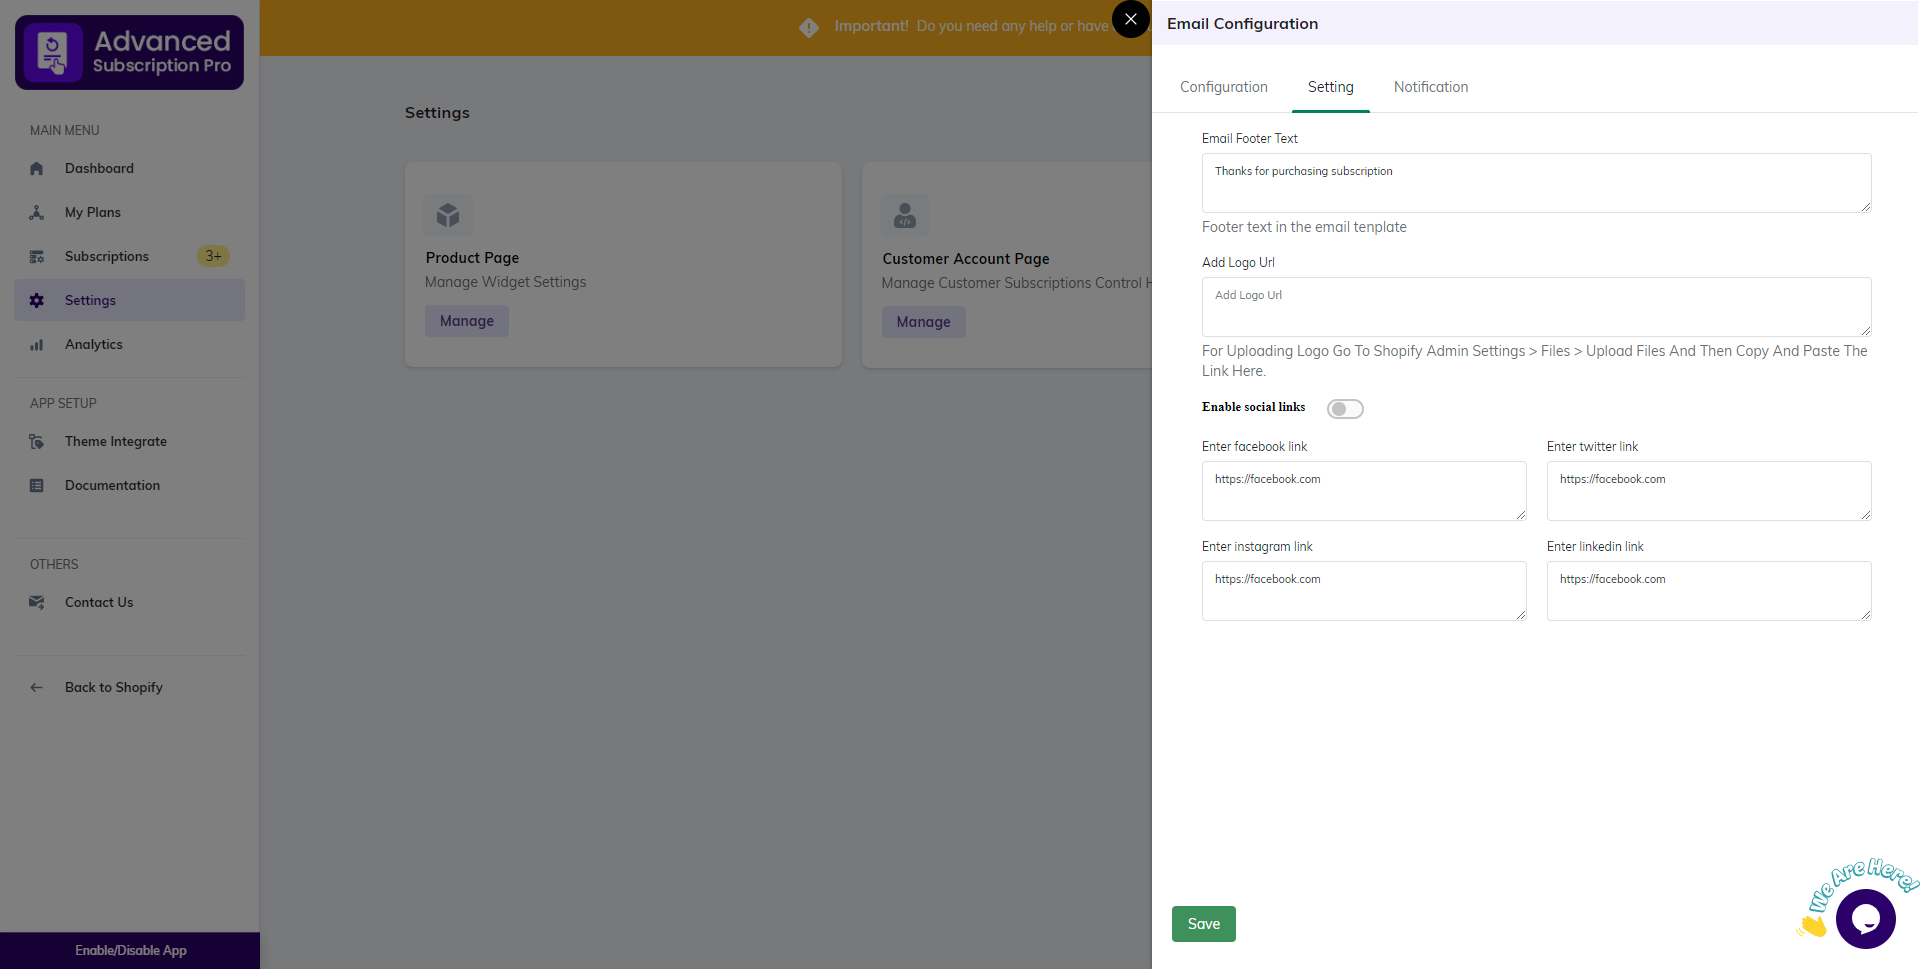 Advanced
Subscription Pro
MAIN MENU
Dashboard
My Plans
Subscriptions 3+
Settings
Analytics
APP SETUP
Theme Integrate
Documentation
OTHERS
Contact Us
Back to Shopify
Enable/Disable App
Important! Do you need any help or have
Settings
Product Page
Manage Widget Settings
Manage
Customer Account Page
Manage Customer Subscriptions Control
Manage
Email Configuration
Configuration Setting Notification
Email Footer Text
Thanks for purchasing subscription
Footer text in the email tenplate
Add Logo Url
Add Logo Url
For Uploading Logo Go To Shopify Admin Settings > Files > Upload Files And Then Copy And Paste The
Link Here.
Enable social links
Enter facebook link Enter twitter link
https://facebook.com https://facebook.com
Enter instagram link Enter linkedin link
https://facebook.com https://facebook.com
Save
We Are Here!